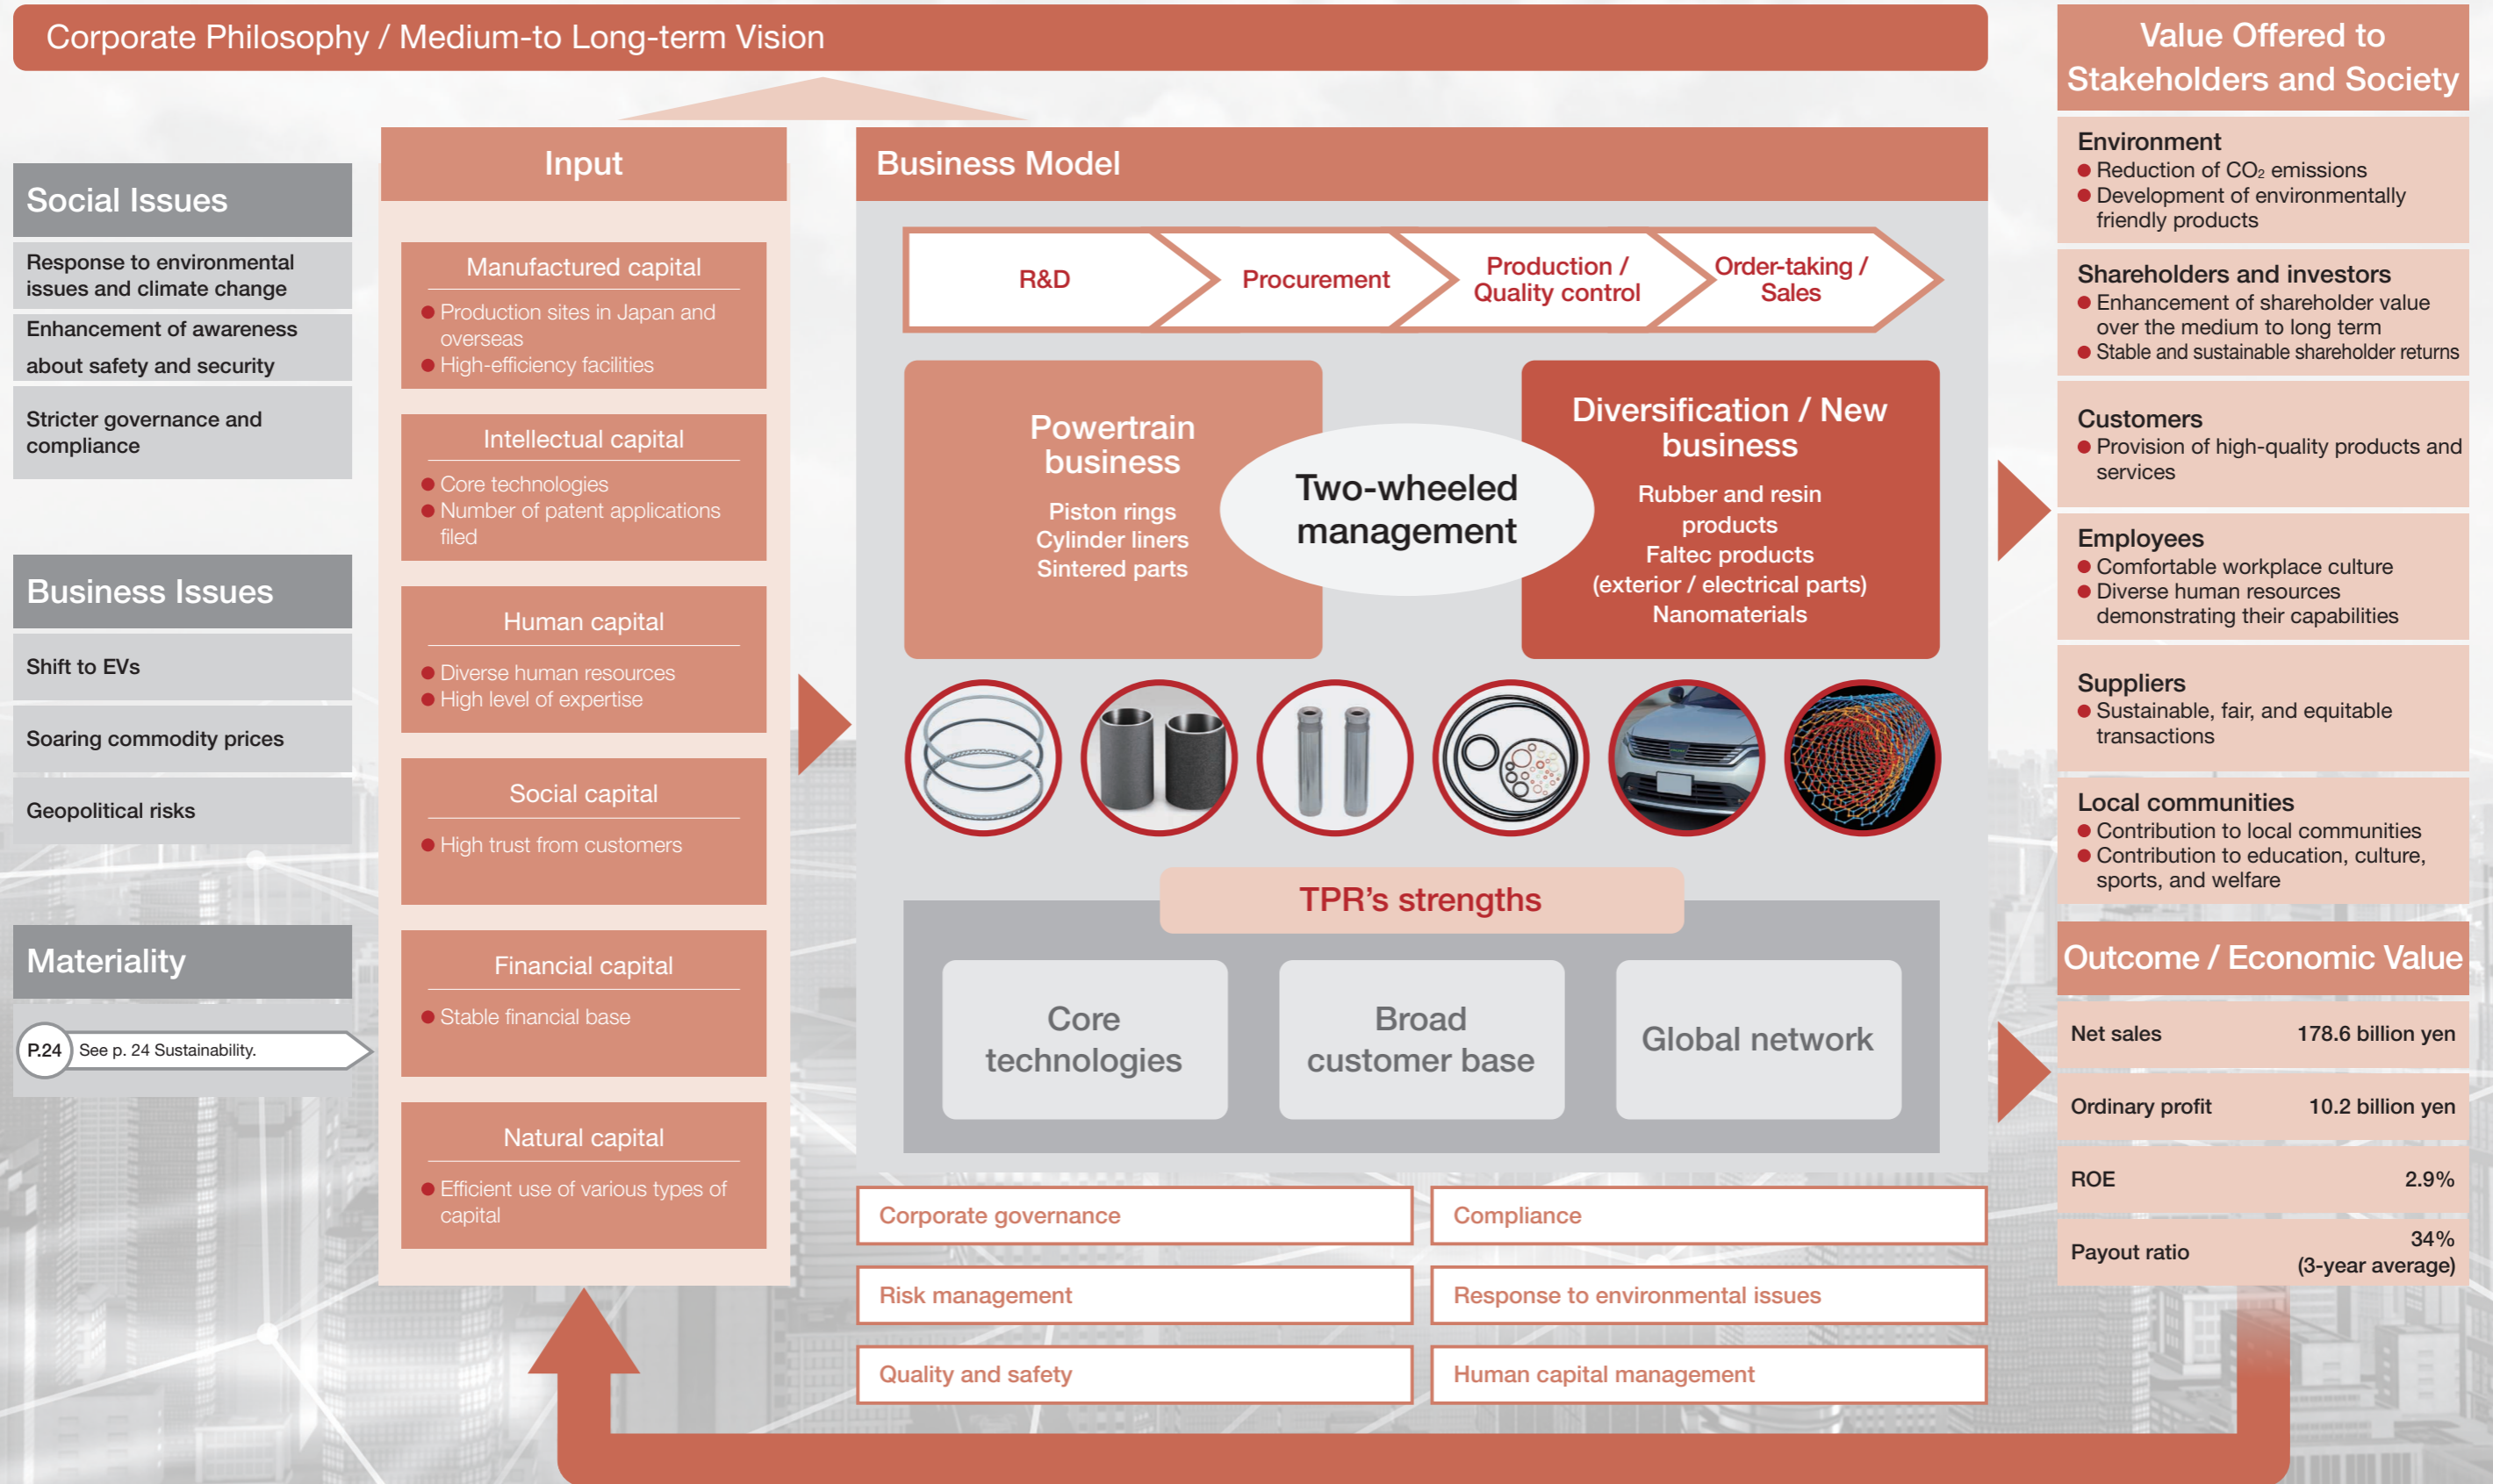 Corporate Philosophy / Medium-to Long-term Vision
Social Issues
Response to environmental
issues and climate change
Enhancement of awareness
about safety and security
Stricter governance and
compliance
Business Issues
Shift to EVs
Soaring commodity prices
Geopolitical risks
Materiality
P.24 See p. 24 Sustainability.
Input
Manufactured capital
● Production sites in Japan and
overseas
● High-efficiency facilities
Intellectual capital
● Core technologies
● Number of patent applications
filed
Human capital
● Diverse human resources
● High level of expertise
Social capital
● High trust from customers
Financial capital
● Stable financial base
Natural capital
● Efficient use of various types of
capital
Business Model
R&D
Procurement
Production /
Quality control
Order-taking /
Sales
Powertrain
business
Piston rings
Cylinder liners
Sintered parts
Two-wheeled
management
Diversification / New
business
Rubber and resin
products
Faltec products
(exterior / electrical parts)
Nanomaterials
TPR's strengths
Core
technologies
Broad
customer base
Global network
Corporate governance
Compliance
Risk management
Response to environmental issues
Quality and safety
Human capital management
Value Offered to
Stakeholders and Society
Environment
● Reduction of CO₂ emissions
● Development of environmentally
friendly products
Shareholders and investors
● Enhancement of shareholder value
over the medium to long term
● Stable and sustainable shareholder returns
Customers
● Provision of high-quality products and
services
Employees
● Comfortable workplace culture
● Diverse human resources
demonstrating their capabilities
Suppliers
● Sustainable, fair, and equitable
transactions
Local communities
● Contribution to local communities
● Contribution to education, culture,
sports, and welfare
Outcome / Economic Value
Net sales 178.6 billion yen
Ordinary profit 10.2 billion yen
ROE 2.9%
Payout ratio 34%
(3-year average)